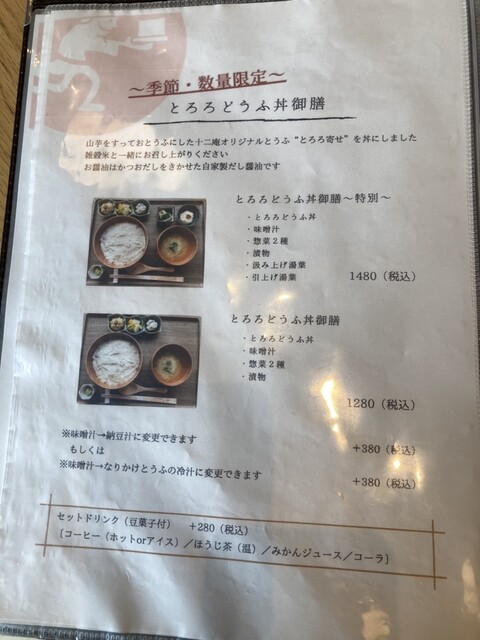 ～季節・数量限定～
とろろどうふ丼御膳
山芋をすっておとうふにした十二庵オリジナルとうふ“とろろ寄せ”を丼にしました
雑穀米と一緒にお召し上がりください
お醤油はかつおだしをきかせた自家製だし醤油です
とろろどうふ丼御膳～特別～
・とろろどうふ丼
・味噌汁
・惣菜２種
・漬物
・汲み上げ湯葉
・引上げ湯葉
1480（税込）
とろろどうふ丼御膳
・とろろどうふ丼
・味噌汁
・惣菜２種
・漬物
1280（税込）
※味噌汁→納豆汁に変更できます +380（税込）
もしくは
※味噌汁→なりかけとうふの冷汁に変更できます +380（税込）
セットドリンク（豆菓子付） +280（税込）
［コーヒー（ホットorアイス）／ほうじ茶（温）／みかんジュース／コーラ］